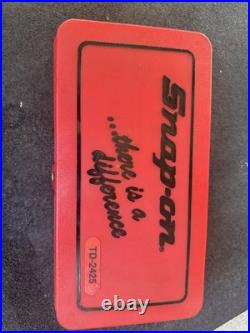 Snap-on®
...there is a
difference
TD-2425